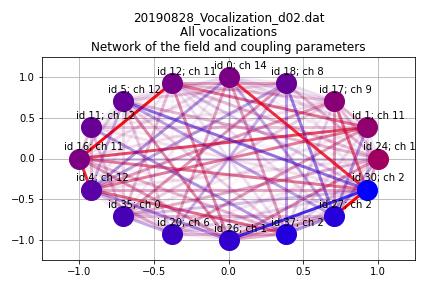 20190828_Vocalization_d02.dat
All vocalizations
Network of the field and coupling parameters
id 0; ch 14
id 12; ch 11
id 18; ch 8
id 5; ch 12
id 17; ch 9
id 11; ch 12
id 1; ch 11
id 16; ch 11
id 24; ch 1
id 4; ch 12
id 30; ch 2
id 35; ch 0
id 27; ch 2
id 20; ch 6
id 26; ch 1
id 37; ch 2
1.0
0.5
0.0
−0.5
−1.0
−1.0 −0.5 0.0 0.5 1.0